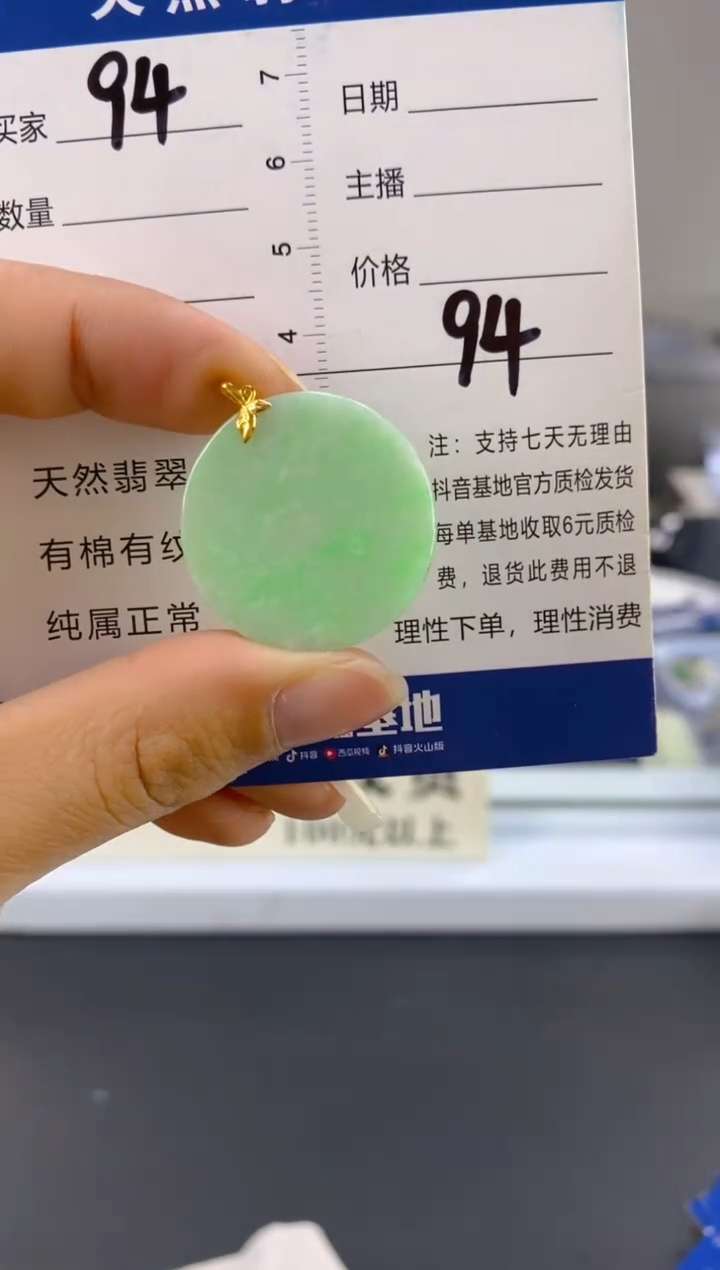 天然翡
买家 94
数量
7
6
5
4
日期
主播
价格
94
天然翡翠
有棉有纹
纯属正常
注：支持七天无理由
抖音基地官方质检发货
每单基地收取6元质检
费，退货此费用不退
理性下单，理性消费
基地
抖音 西瓜视频 抖音火山版